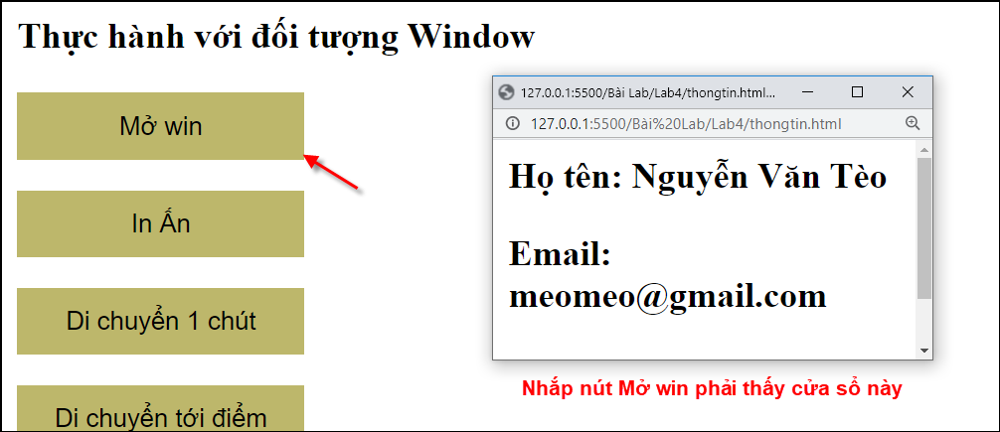 Thực hành với đối tượng Window
Mở win
In Ấn
Di chuyển 1 chút
Di chuyển tới điểm
127.0.0.1:5500/Bài Lab/Lab4/thongtin.html...
127.0.0.1:5500/Bài%20Lab/Lab4/thongtin.html
Họ tên: Nguyễn Văn Tèo
Email:
meomeo@gmail.com
Nhắp nút Mở win phải thấy cửa sổ này